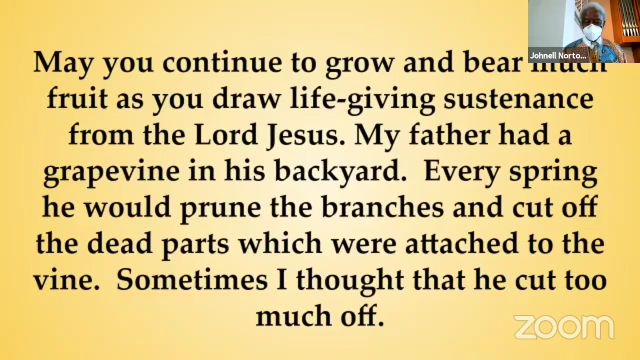 Johnell Norto...
May you continue to grow and bear much
fruit as you draw life-giving sustenance
from the Lord Jesus. My father had a
grapevine in his backyard. Every spring
he would prune the branches and cut off
the dead parts which were attached to the
vine. Sometimes I thought that he cut too
much off.
zoom